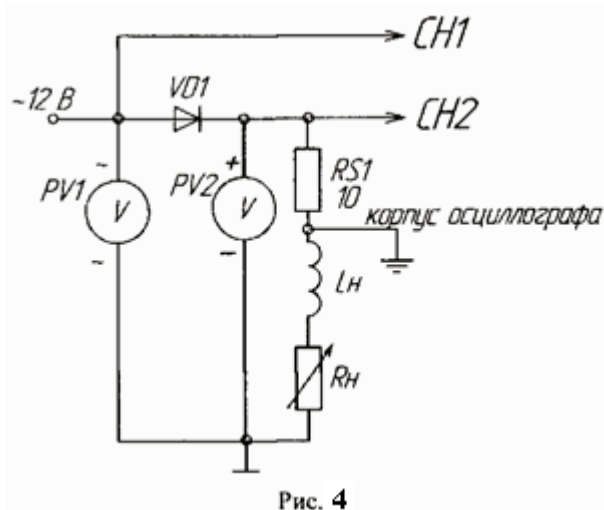 CH1
~12 В
VD1
CH2
~
PV1
V
~
+
PV2
V
−
RS1
10
корпус осциллографа
Lн
Rн
Рис. 4